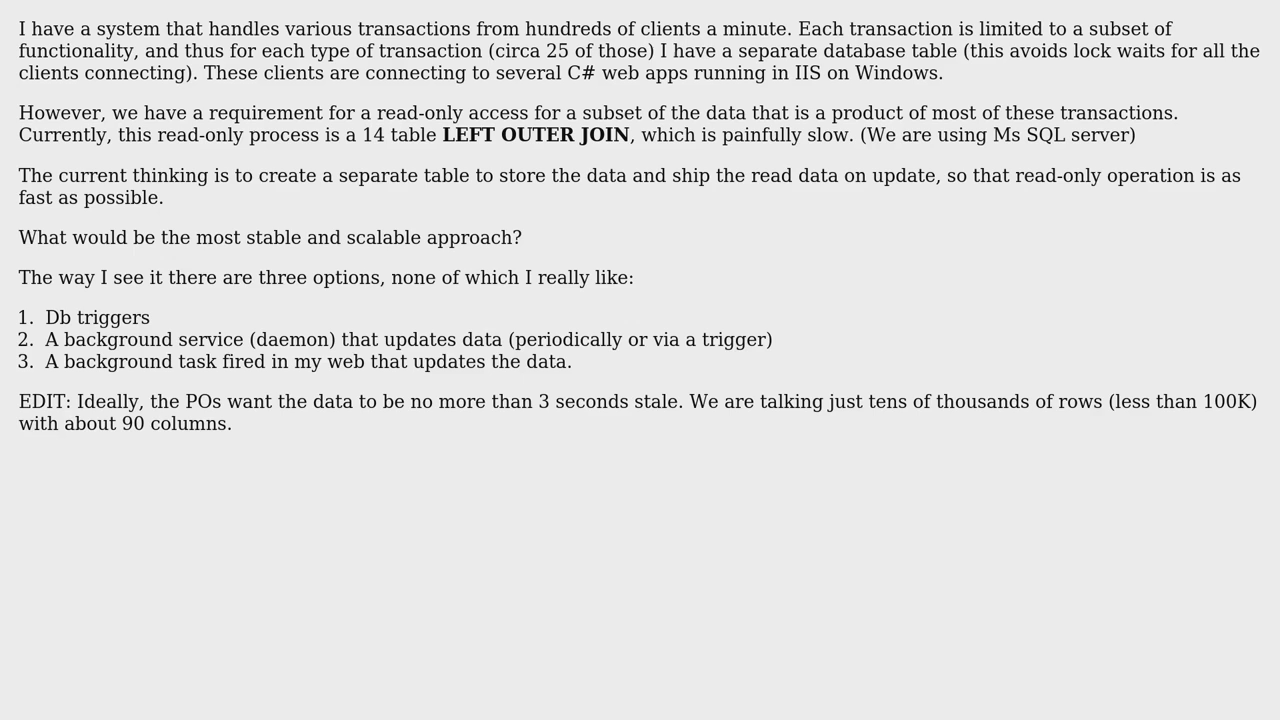 I have a system that handles various transactions from hundreds of clients a minute. Each transaction is limited to a subset of
functionality, and thus for each type of transaction (circa 25 of those) I have a separate database table (this avoids lock waits for all the
clients connecting). These clients are connecting to several C# web apps running in IIS on Windows.
However, we have a requirement for a read-only access for a subset of the data that is a product of most of these transactions.
Currently, this read-only process is a 14 table LEFT OUTER JOIN, which is painfully slow. (We are using Ms SQL server)
The current thinking is to create a separate table to store the data and ship the read data on update, so that read-only operation is as
fast as possible.
What would be the most stable and scalable approach?
The way I see it there are three options, none of which I really like:
1. Db triggers
2. A background service (daemon) that updates data (periodically or via a trigger)
3. A background task fired in my web that updates the data.
EDIT: Ideally, the POs want the data to be no more than 3 seconds stale. We are talking just tens of thousands of rows (less than 100K)
with about 90 columns.